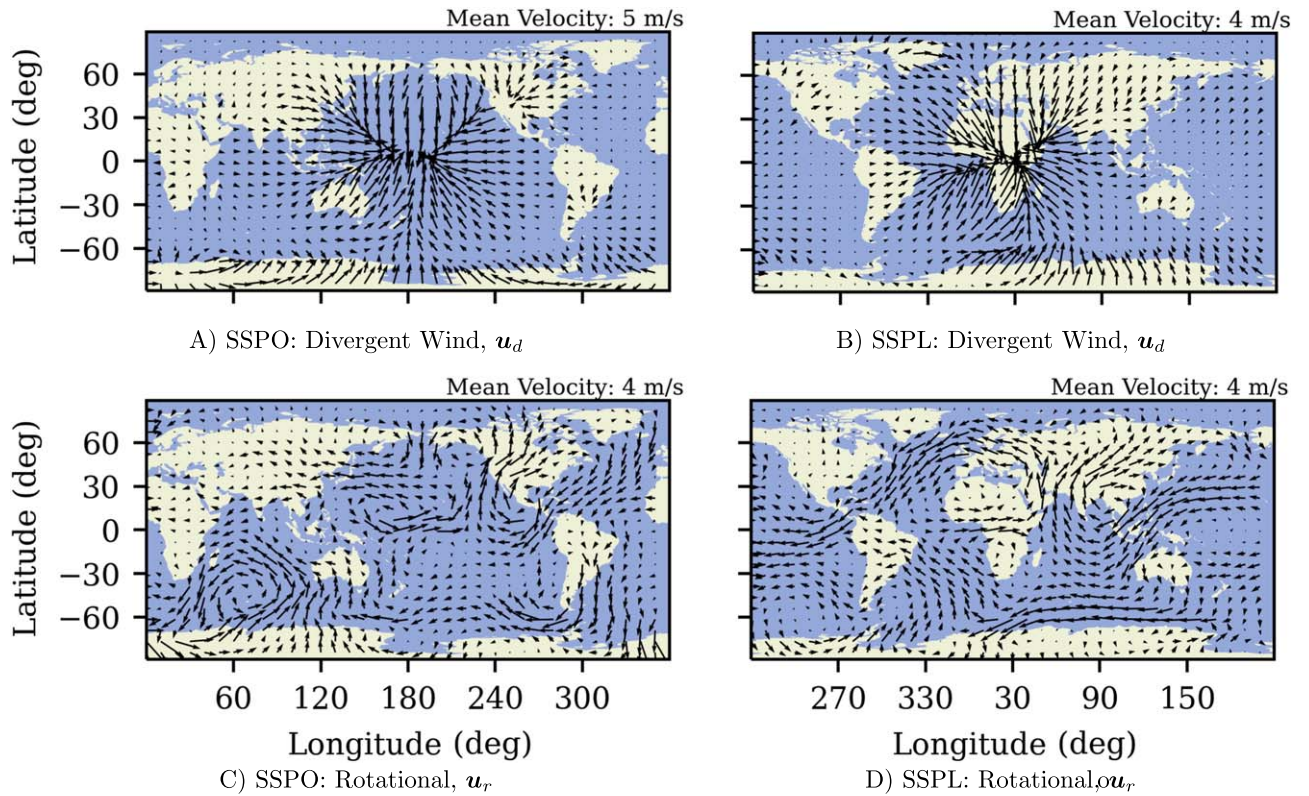 Mean Velocity: 5 m/s
Mean Velocity: 4 m/s
Latitude (deg)
60
30
0
−30
−60
A) SSPO: Divergent Wind, u_d
B) SSPL: Divergent Wind, u_d
Mean Velocity: 4 m/s
Mean Velocity: 4 m/s
Latitude (deg)
60
30
0
−30
−60
60 120 180 240 300
270 330 30 90 150
Longitude (deg)
Longitude (deg)
C) SSPO: Rotational, u_r
D) SSPL: Rotational,ou_r